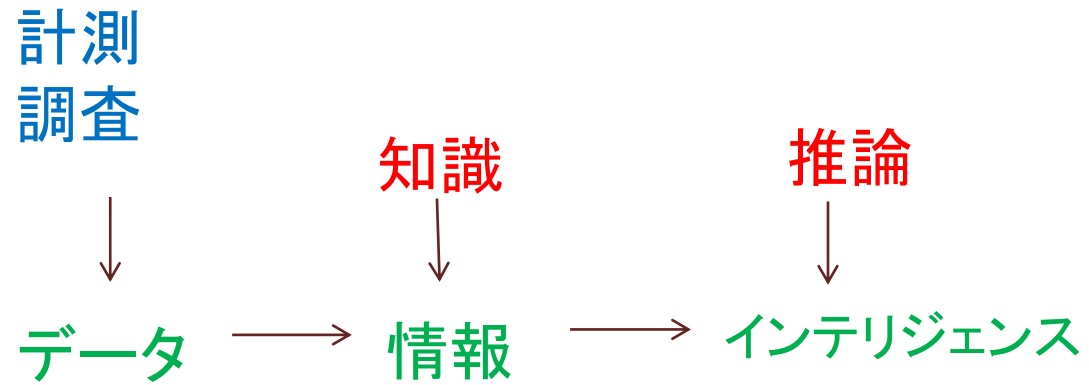 計測
調査
知識
推論
データ
情報
インテリジェンス